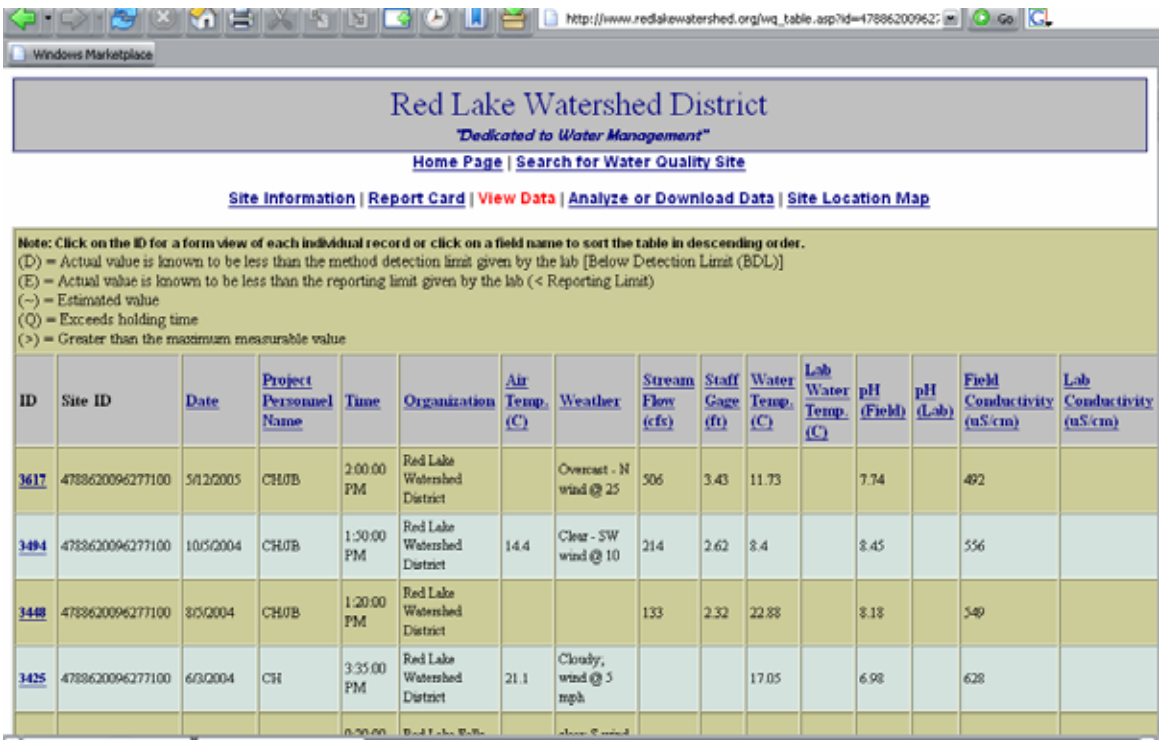 http://www.redlakewatershed.org/wq_table.asp?id=478862009627
Go
Windows Marketplace
Red Lake Watershed District
"Dedicated to Water Management"
Home Page | Search for Water Quality Site
Site Information | Report Card | View Data | Analyze or Download Data | Site Location Map
Note: Click on the ID for a form view of each individual record or click on a field name to sort the table in descending order.
(D) = Actual value is known to be less than the method detection limit given by the lab [Below Detection Limit (BDL)]
(E) = Actual value is known to be less than the reporting limit given by the lab (< Reporting Limit)
(~) = Estimated value
(Q) = Exceeds holding time
(>) = Greater than the maximum measurable value
ID Site ID Date Project Personnel Name Time Organization Air Temp. (C) Weather Stream Flow (cfs) Staff Gage (ft) Water Temp. (C) Lab Water Temp. (C) pH (Field) pH (Lab) Field Conductivity (uS/cm) Lab Conductivity (uS/cm)
3617 4788620096277100 5/12/2005 CH/JB 2:00:00 PM Red Lake Watershed District Overcast - N wind @ 25 506 3.43 11.73 7.74 492
3494 4788620096277100 10/5/2004 CH/JB 1:50:00 PM Red Lake Watershed District 14.4 Clear - SW wind @ 10 214 2.62 8.4 8.45 556
3448 4788620096277100 8/5/2004 CH/JB 1:20:00 PM Red Lake Watershed District 133 2.32 22.88 8.18 549
3425 4788620096277100 6/3/2004 CH 3:35:00 PM Red Lake Watershed District 21.1 Cloudy; wind @ 5 mph 17.05 6.98 628
Red Lake Falls